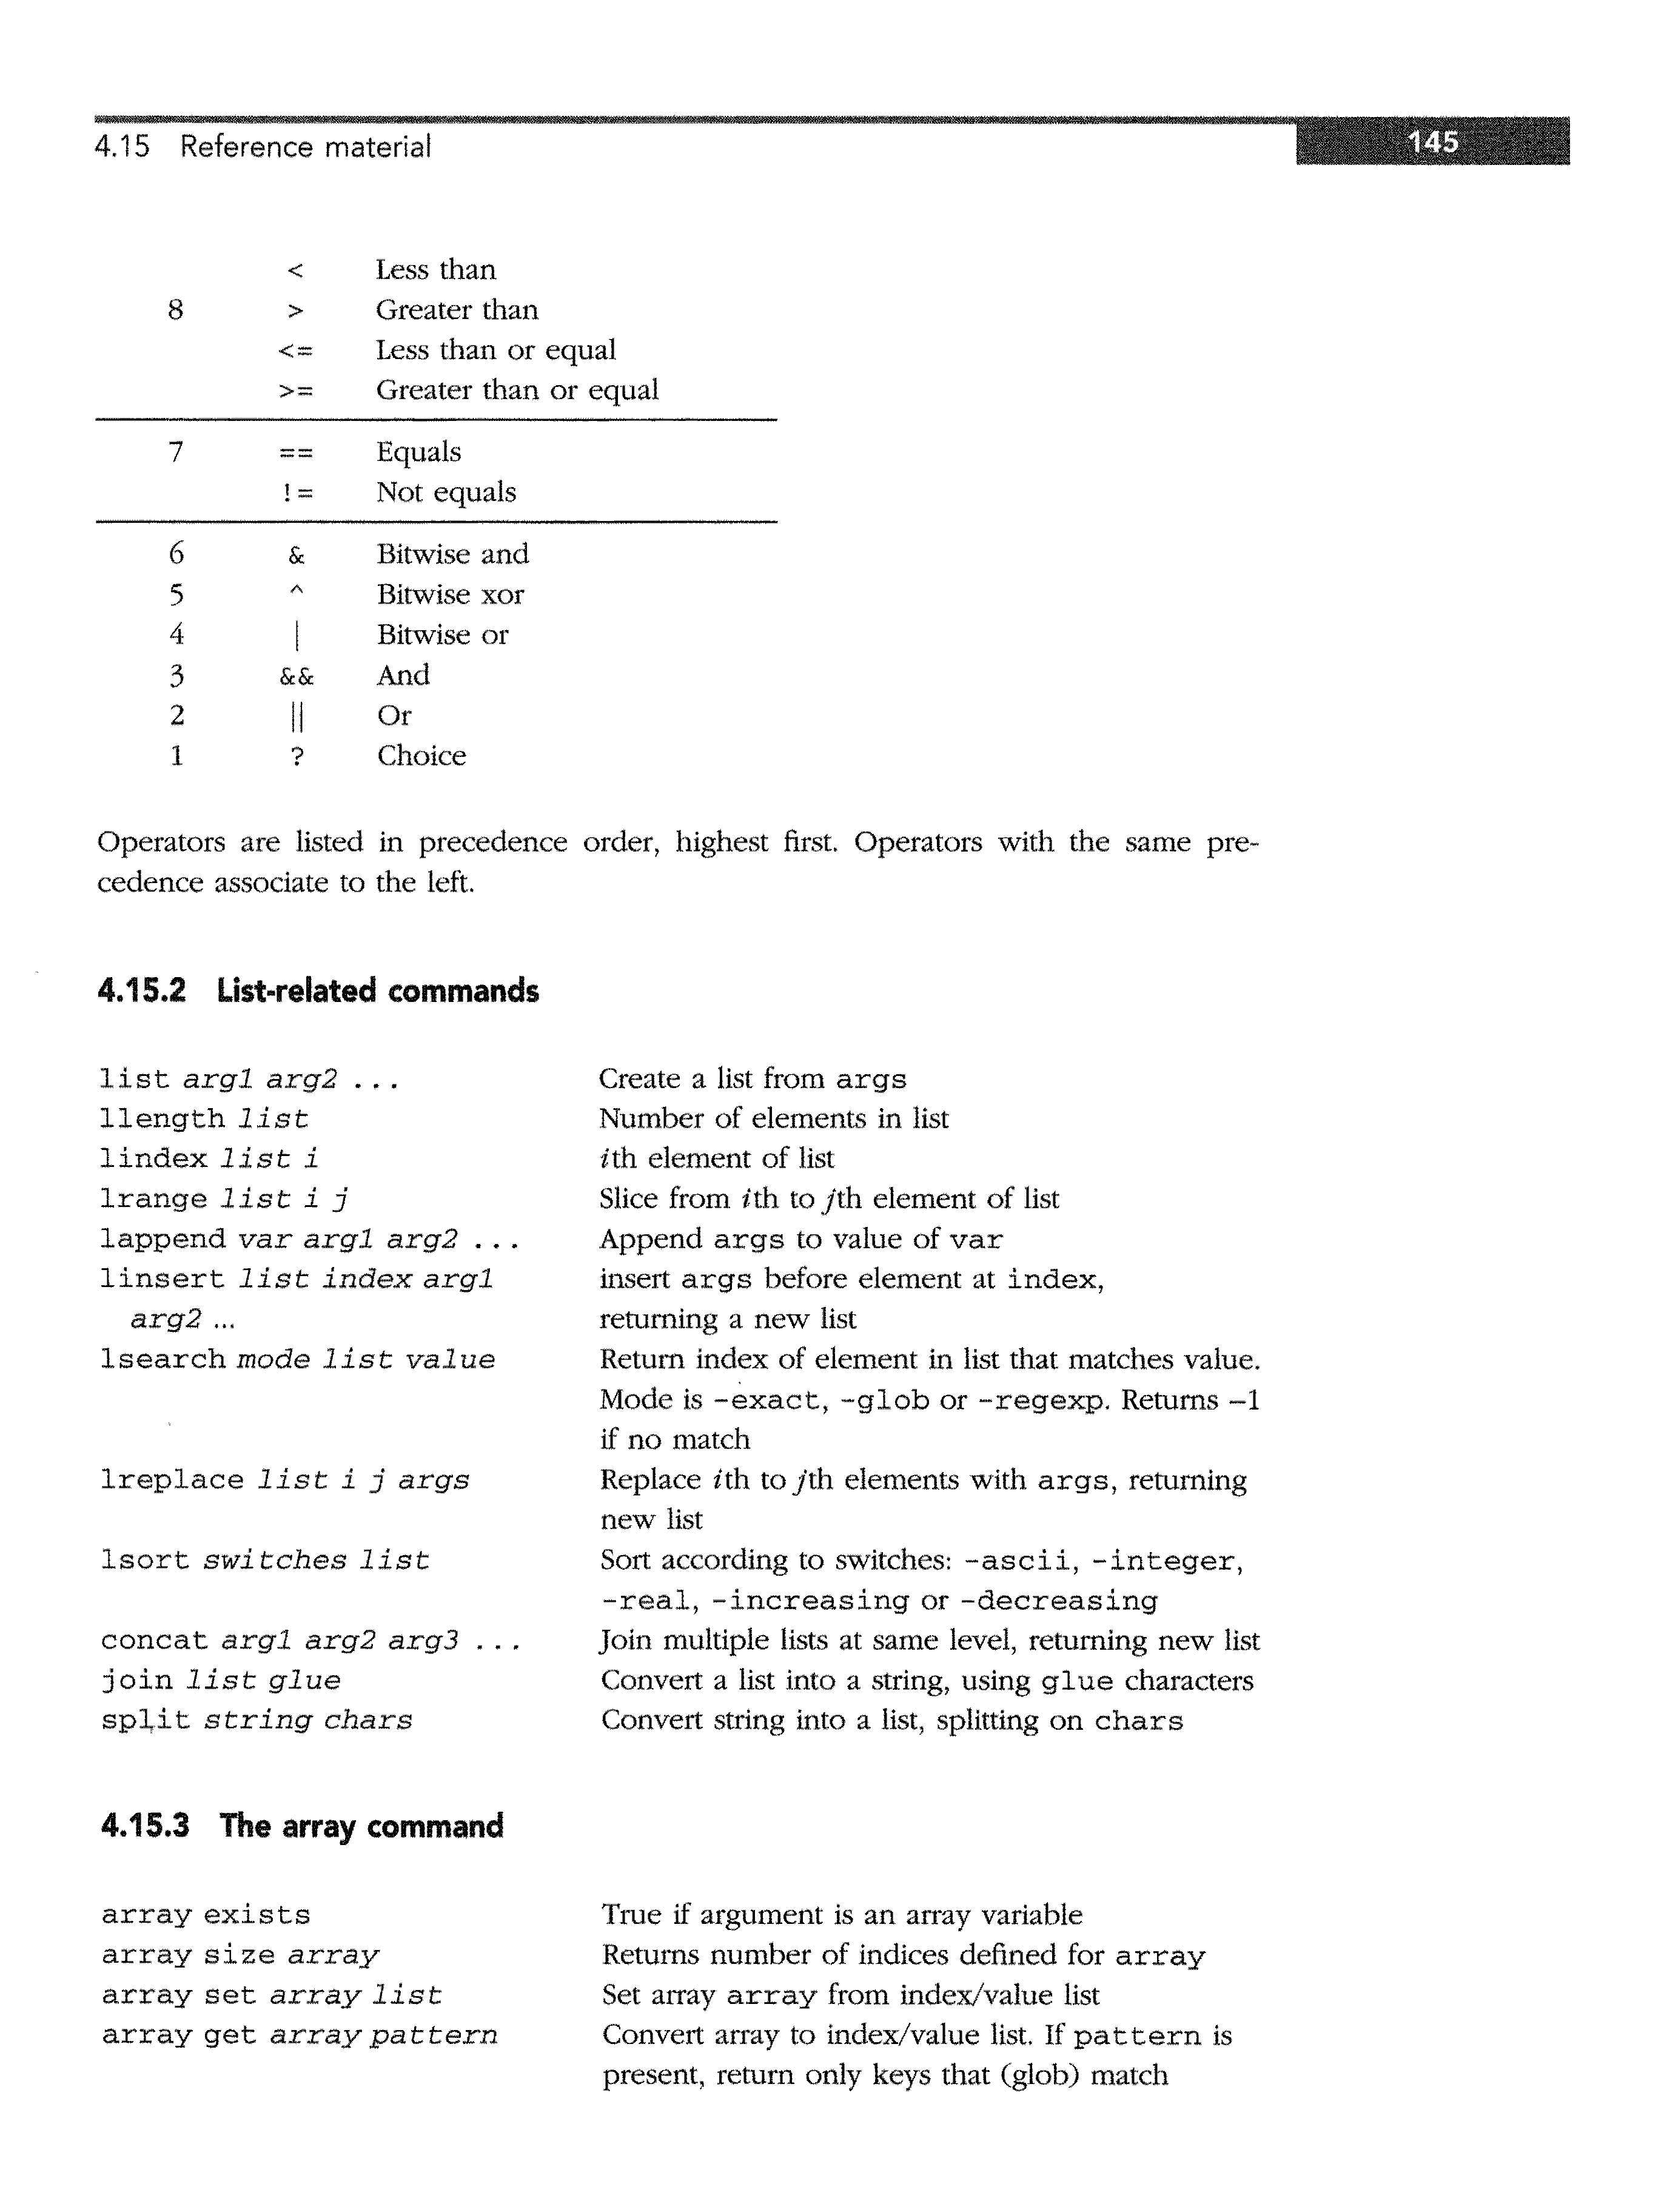 4.15 Reference material 145
< Less than
8 > Greater than
<= Less than or equal
>= Greater than or equal
7 == Equals
!= Not equals
6 & Bitwise and
5 ^ Bitwise xor
4 | Bitwise or
3 && And
2 || Or
1 ? Choice
Operators are listed in precedence order, highest first. Operators with the same pre-
cedence associate to the left.
4.15.2 List-related commands
list arg1 arg2 ... Create a list from args
llength list Number of elements in list
lindex list i ith element of list
lrange list i j Slice from ith to jth element of list
lappend var arg1 arg2 ... Append args to value of var
linsert list index arg1 insert args before element at index,
arg2 ... returning a new list
lsearch mode list value Return index of element in list that matches value.
Mode is -exact, -glob or -regexp. Returns –1
if no match
lreplace list i j args Replace ith to jth elements with args, returning
new list
lsort switches list Sort according to switches: -ascii, -integer,
-real, -increasing or -decreasing
concat arg1 arg2 arg3 ... Join multiple lists at same level, returning new list
join list glue Convert a list into a string, using glue characters
split string chars Convert string into a list, splitting on chars
4.15.3 The array command
array exists True if argument is an array variable
array size array Returns number of indices defined for array
array set array list Set array array from index/value list
array get array pattern Convert array to index/value list. If pattern is
present, return only keys that (glob) match